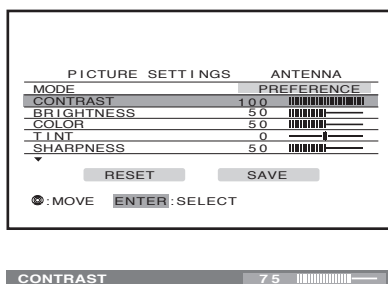 PICTURE SETTINGS ANTENNA
MODE PREFERENCE
CONTRAST 100
BRIGHTNESS 50
COLOR 50
TINT 0
SHARPNESS 50
RESET SAVE
:MOVE ENTER:SELECT
CONTRAST 75